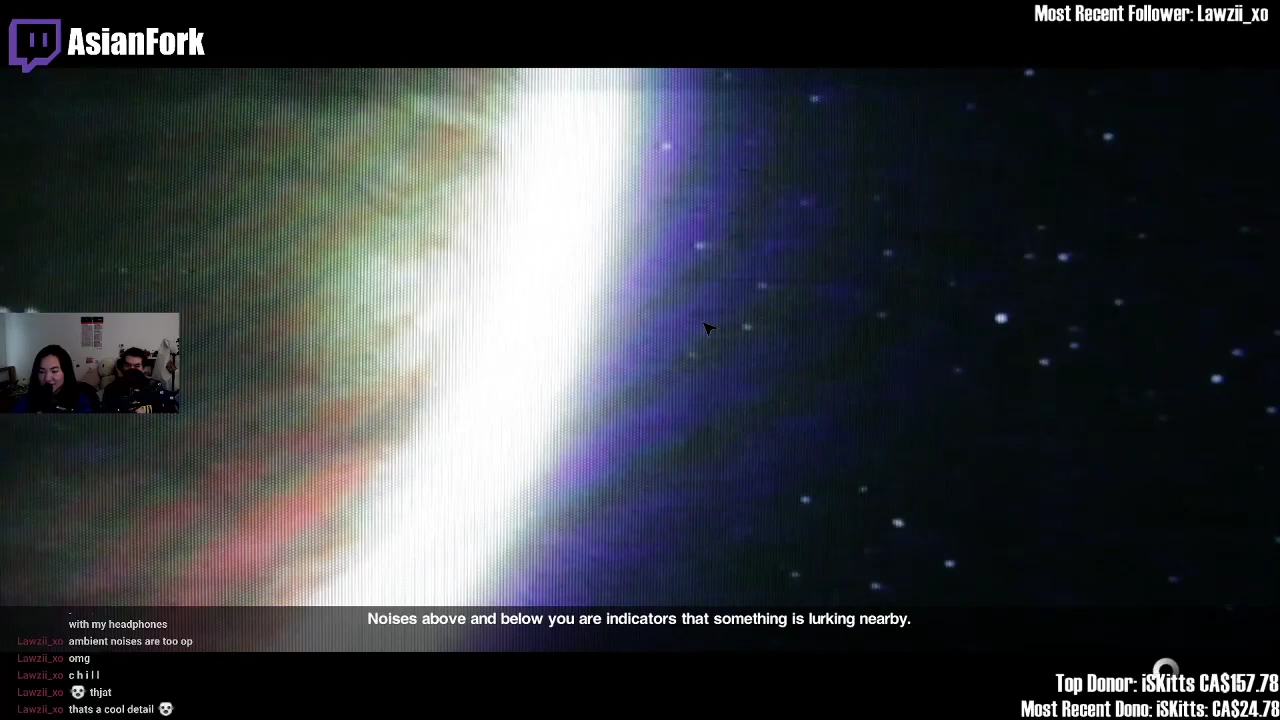 Most Recent Follower: Lawzii_xo
AsianFork
Noises above and below you are indicators that something is lurking nearby.
with my headphones
Lawzii_xo ambient noises are too op
Lawzii_xo omg
Lawzii_xo c h i l l
Lawzii_xo thjat
Lawzii_xo thats a cool detail
Top Donor: iSKitts CA$157.78
Most Recent Dono: iSKitts: CA$24.78